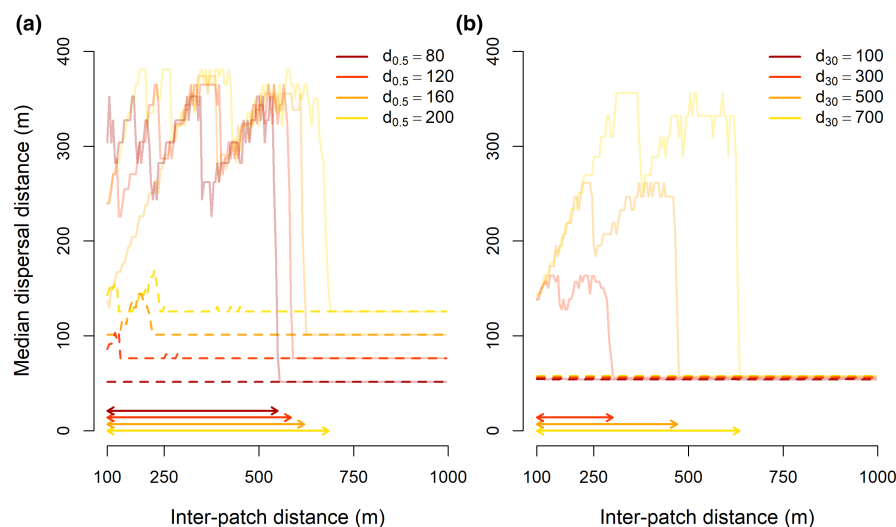 (a)
Median dispersal distance (m)
400
300
200
100
0
d0.5 = 80
d0.5 = 120
d0.5 = 160
d0.5 = 200
100 250 500 750 1000
Inter-patch distance (m)
(b)
400
300
200
100
0
d30 = 100
d30 = 300
d30 = 500
d30 = 700
100 250 500 750 1000
Inter-patch distance (m)